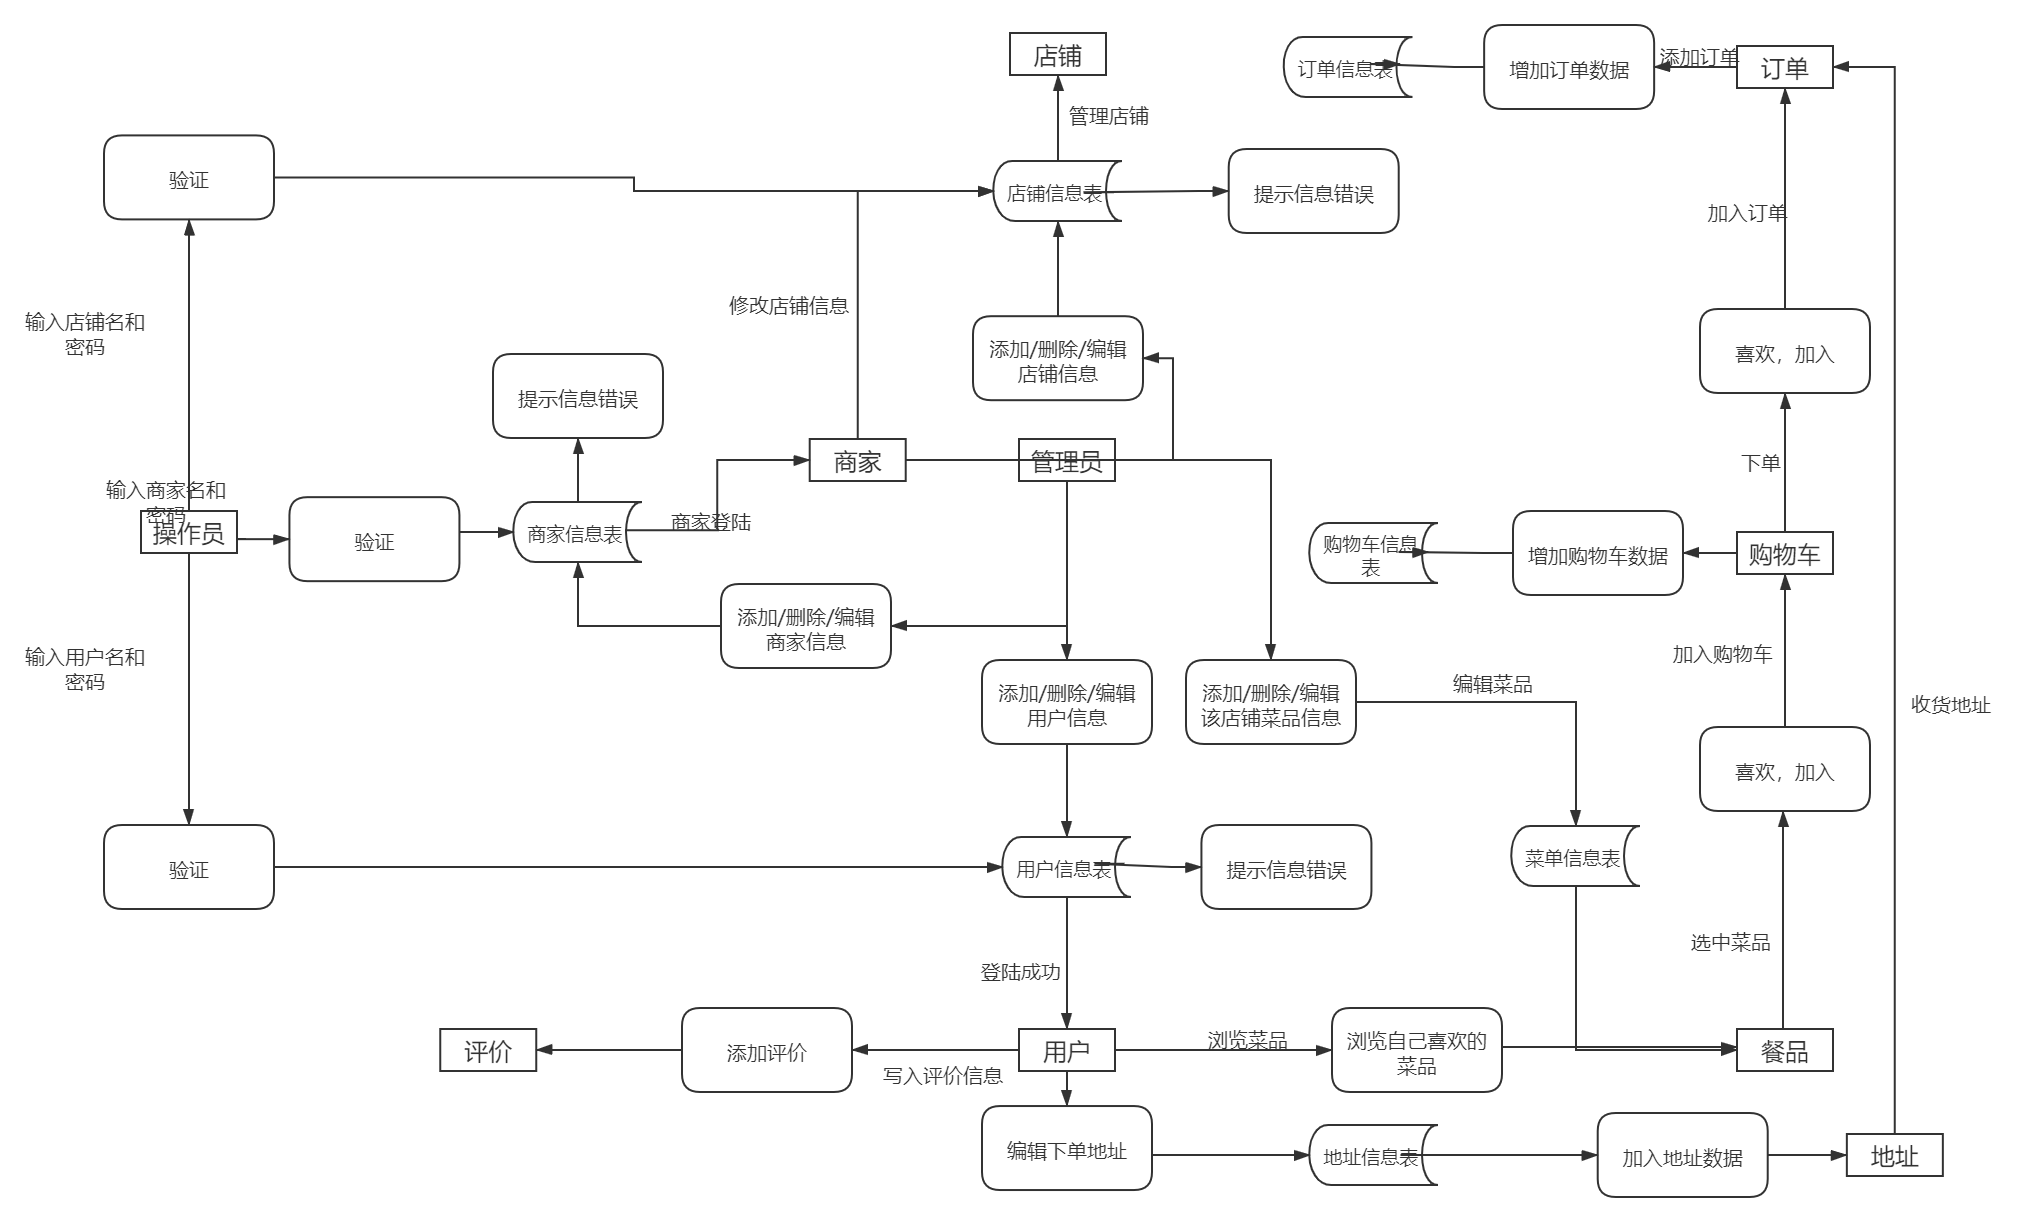 店铺
订单信息表
增加订单数据
添加订单
订单
管理店铺
验证
店铺信息表
提示信息错误
加入订单
输入店铺名和
密码
修改店铺信息
添加/删除/编辑
店铺信息
喜欢，加入
提示信息错误
商家
管理员
下单
输入商家名和
密码
操作员
验证
商家信息表
商家登陆
购物车信息
表
增加购物车数据
购物车
添加/删除/编辑
商家信息
输入用户名和
密码
加入购物车
添加/删除/编辑
用户信息
添加/删除/编辑
该店铺菜品信息
编辑菜品
收货地址
喜欢，加入
验证
用户信息表
提示信息错误
菜单信息表
选中菜品
登陆成功
评价
添加评价
写入评价信息
用户
浏览菜品
浏览自己喜欢的
菜品
餐品
编辑下单地址
地址信息表
加入地址数据
地址